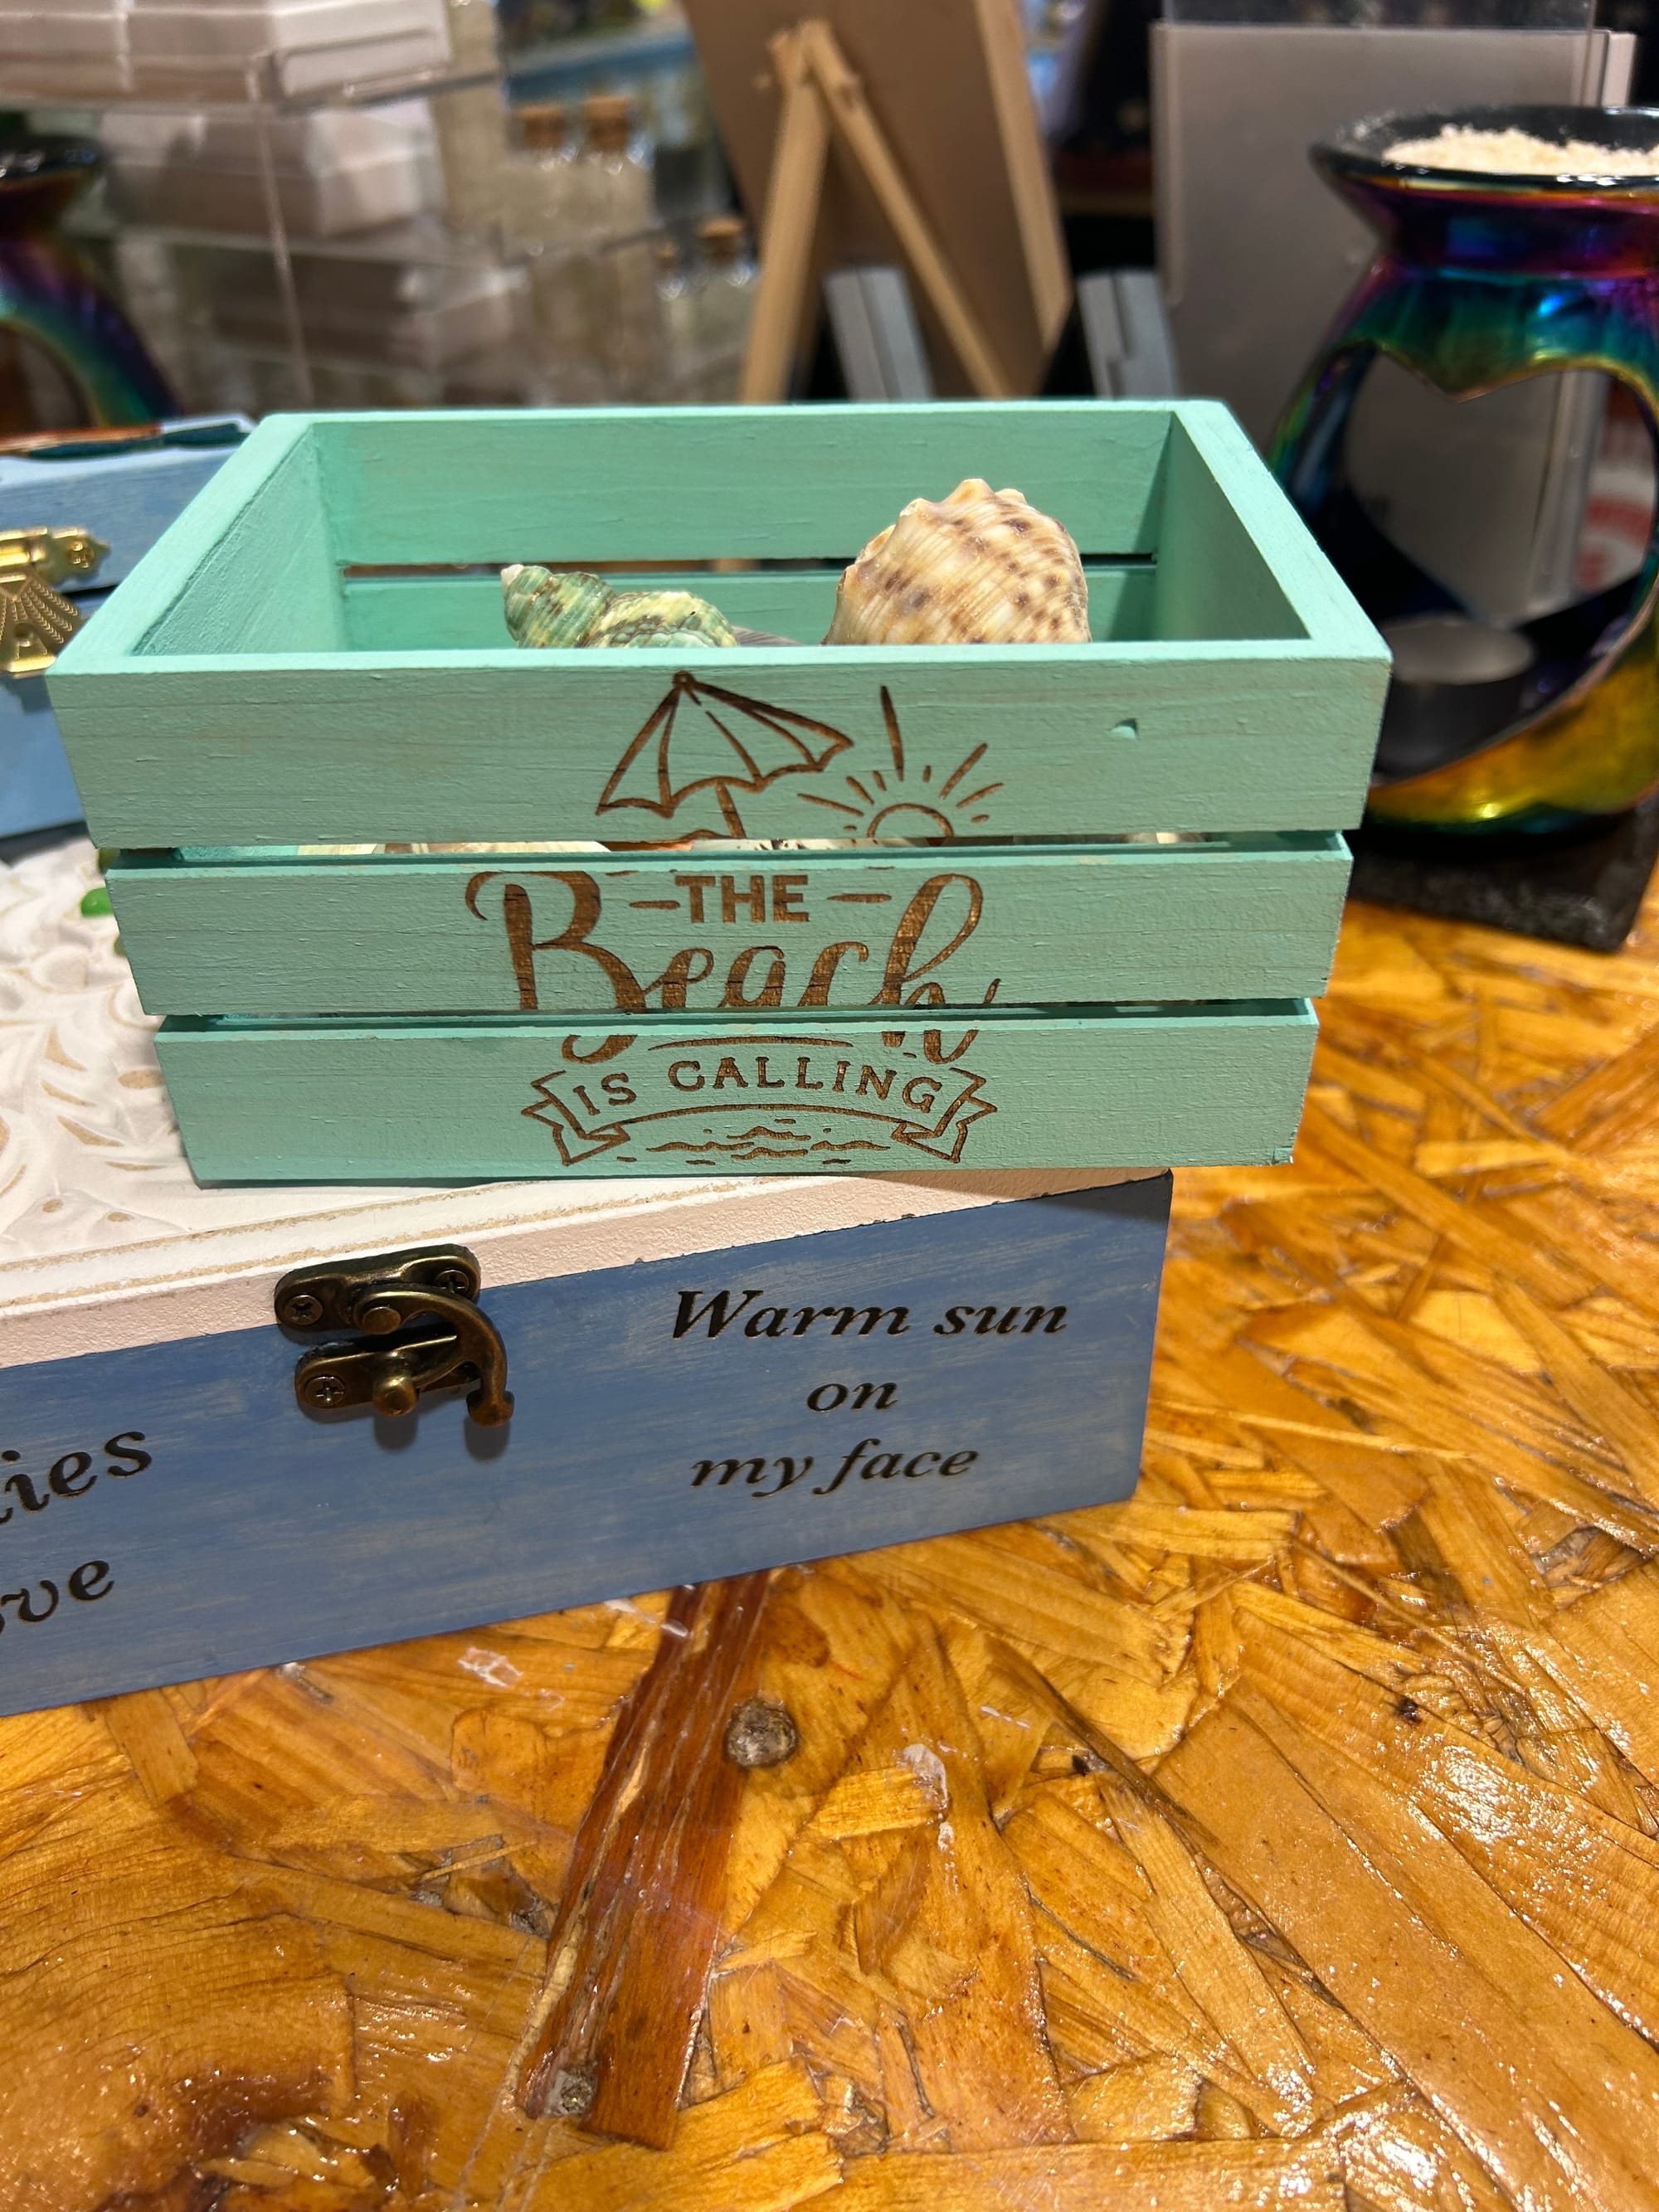 THE
Beach
IS CALLING
Warm sun
on
my face